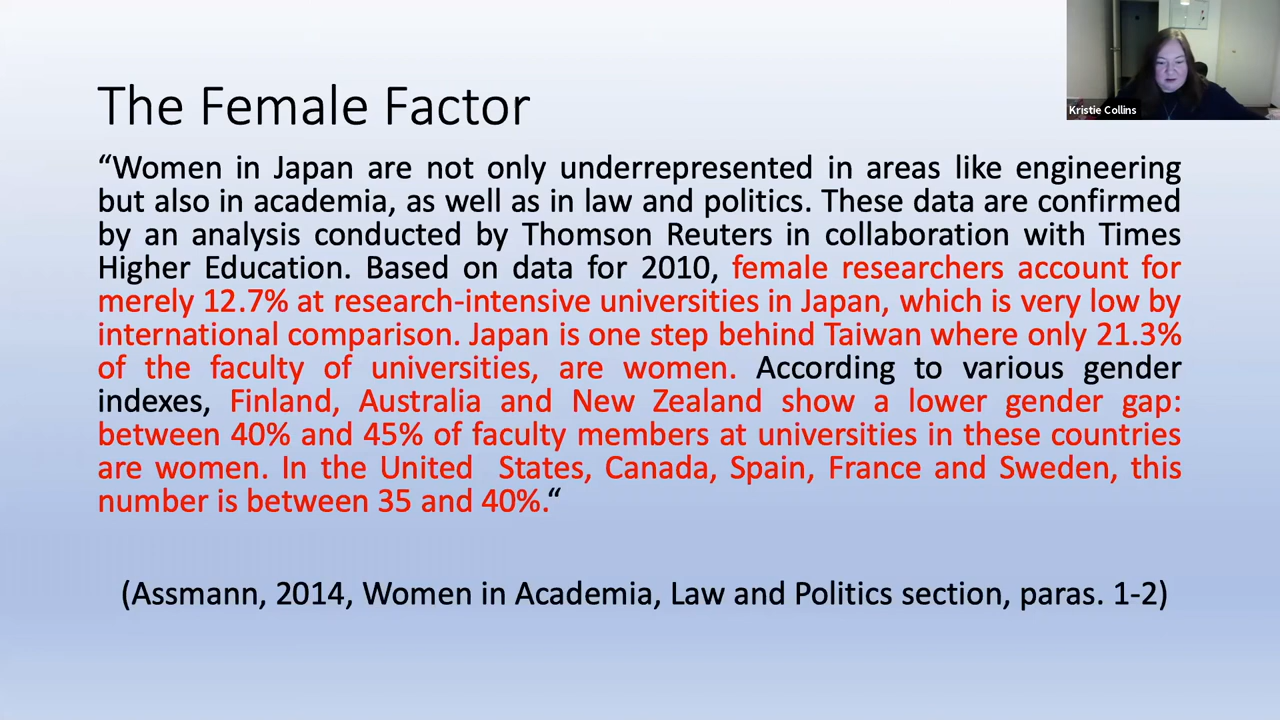 The Female Factor
Kristie Collins
“Women in Japan are not only underrepresented in areas like engineering
but also in academia, as well as in law and politics. These data are confirmed
by an analysis conducted by Thomson Reuters in collaboration with Times
Higher Education. Based on data for 2010, female researchers account for
merely 12.7% at research-intensive universities in Japan, which is very low by
international comparison. Japan is one step behind Taiwan where only 21.3%
of the faculty of universities, are women. According to various gender
indexes, Finland, Australia and New Zealand show a lower gender gap:
between 40% and 45% of faculty members at universities in these countries
are women. In the United States, Canada, Spain, France and Sweden, this
number is between 35 and 40%.“
(Assmann, 2014, Women in Academia, Law and Politics section, paras. 1-2)